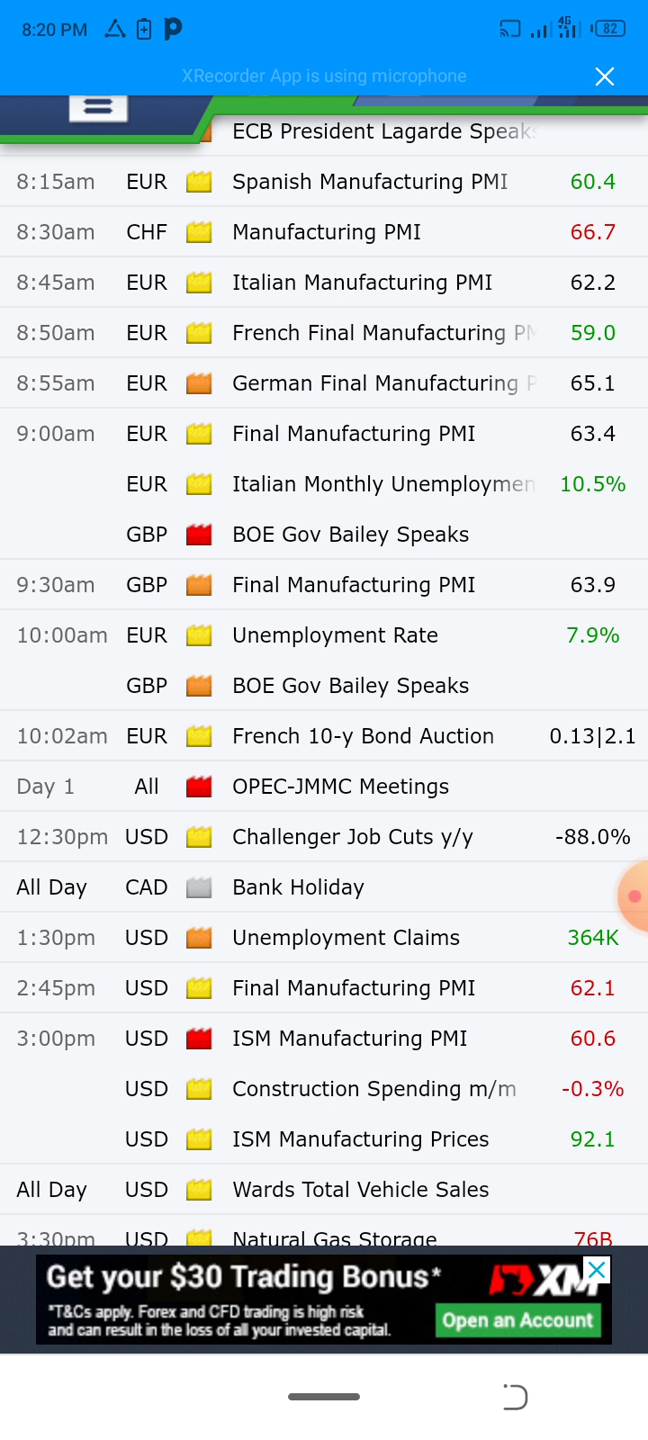 8:20 PM 4G 82
XRecorder App is using microphone
ECB President Lagarde Speaks
8:15am EUR Spanish Manufacturing PMI 60.4
8:30am CHF Manufacturing PMI 66.7
8:45am EUR Italian Manufacturing PMI 62.2
8:50am EUR French Final Manufacturing PM 59.0
8:55am EUR German Final Manufacturing P 65.1
9:00am EUR Final Manufacturing PMI 63.4
EUR Italian Monthly Unemploymen 10.5%
GBP BOE Gov Bailey Speaks
9:30am GBP Final Manufacturing PMI 63.9
10:00am EUR Unemployment Rate 7.9%
GBP BOE Gov Bailey Speaks
10:02am EUR French 10-y Bond Auction 0.13|2.1
Day 1 All OPEC-JMMC Meetings
12:30pm USD Challenger Job Cuts y/y -88.0%
All Day CAD Bank Holiday
1:30pm USD Unemployment Claims 364K
2:45pm USD Final Manufacturing PMI 62.1
3:00pm USD ISM Manufacturing PMI 60.6
USD Construction Spending m/m -0.3%
USD ISM Manufacturing Prices 92.1
All Day USD Wards Total Vehicle Sales
3:30pm USD Natural Gas Storage 76B
Get your $30 Trading Bonus* XM
*T&Cs apply. Forex and CFD trading is high risk
and can result in the loss of all your invested capital.
Open an Account